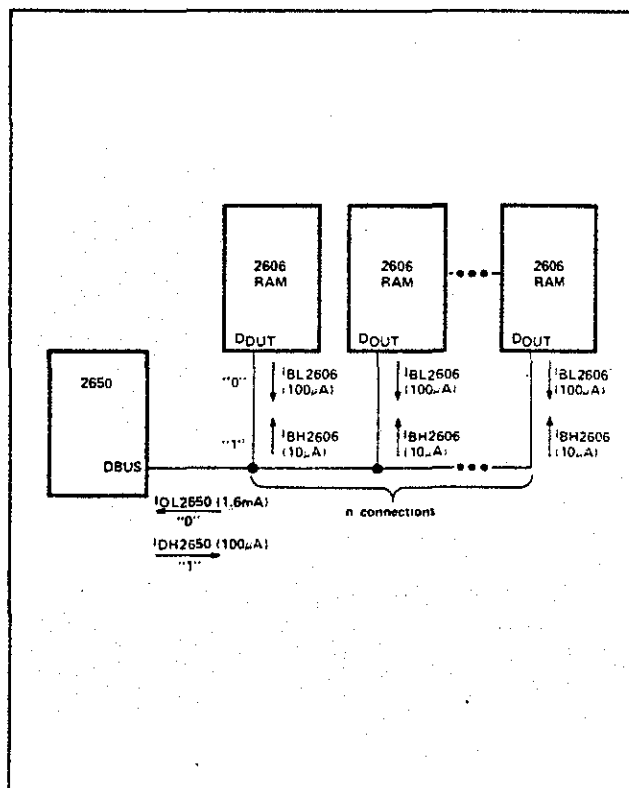 2606 RAM
2606 RAM
2606 RAM
DOUT
DOUT
DOUT
2650
DBUS
"0"
IBL2606 (100µA)
IBL2606 (100µA)
IBL2606 (100µA)
"1"
IBH2606 (10µA)
IBH2606 (10µA)
IBH2606 (10µA)
n connections
IOL2650 (1.6mA)
"0"
IOH2650 (100µA)
"1"